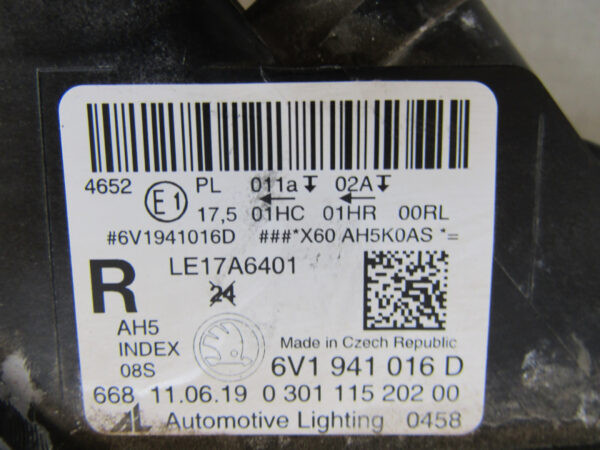 4652 E1 PL 011a 02A
17,5 01HC 01HR 00RL
#6V1941016D ###*X60 AH5K0AS *=
R LE17A6401
24
AH5
INDEX
08S
Made in Czech Republic
6V1 941 016 D
668 11.06.19 0 301 115 202 00
AL Automotive Lighting 0458